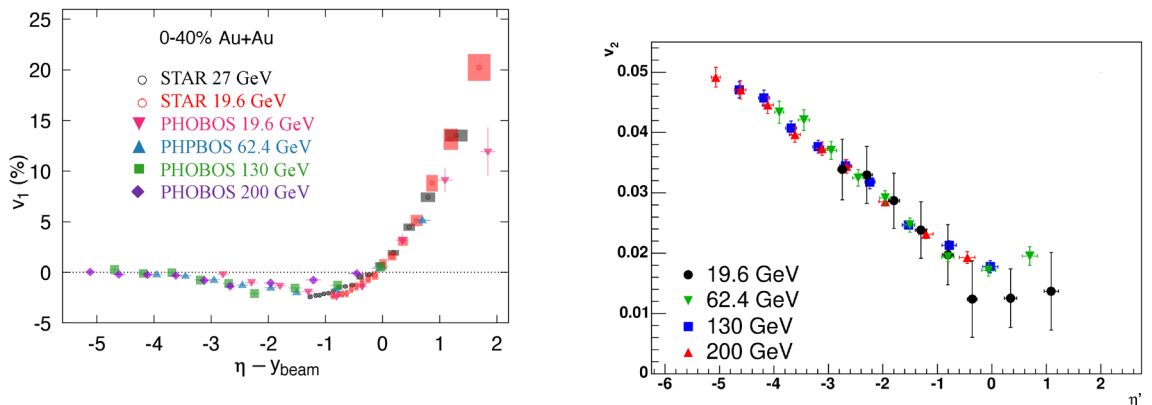 25
20
15
10
5
0
-5
v1 (%)
0-40% Au+Au
STAR 27 GeV
STAR 19.6 GeV
PHOBOS 19.6 GeV
PHPBOS 62.4 GeV
PHOBOS 130 GeV
PHOBOS 200 GeV
-5 -4 -3 -2 -1 0 1 2
η – ybeam
v2
0.05
0.04
0.03
0.02
0.01
0
19.6 GeV
62.4 GeV
130 GeV
200 GeV
-6 -5 -4 -3 -2 -1 0 1 2
η'